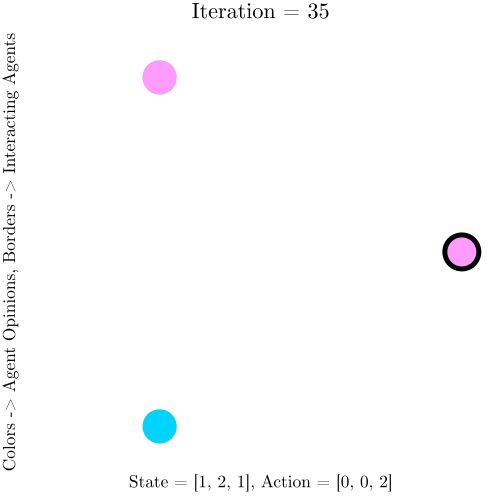 Iteration = 35
Colors -> Agent Opinions, Borders -> Interacting Agents
State = [1, 2, 1], Action = [0, 0, 2]